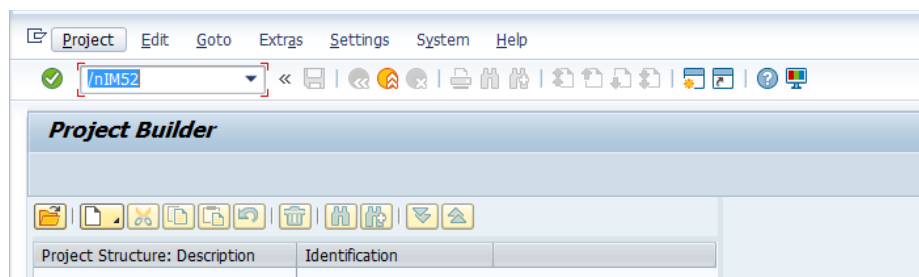 Project Edit Goto Extras Settings System Help
/nIM52
Project Builder
Project Structure: Description Identification